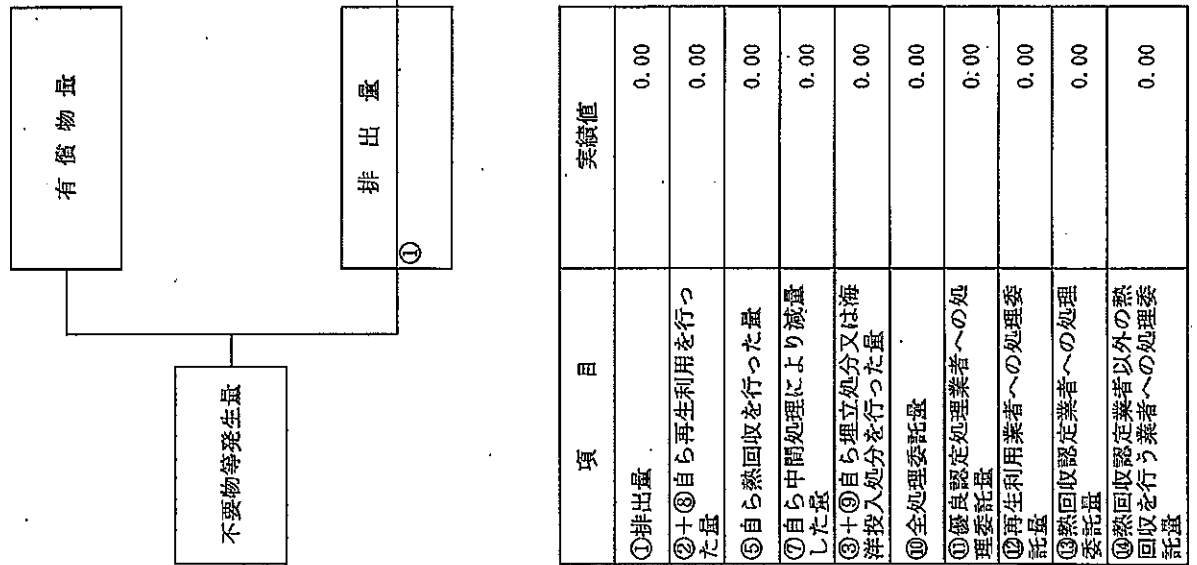 不要物等発生量
有償物量
排出量
①
項目 実績値
①排出量 0.00
②+⑧自ら再生利用を行っ
た量 0.00
⑤自ら熱回収を行った量 0.00
⑦自ら中間処理により減量
した量 0.00
③+⑨自ら埋立処分又は海
洋投入処分を行った量 0.00
⑩全処理委託量 0.00
⑪優良認定処理業者への処
理委託量 0.00
⑫再生利用業者への処理委
託量 0.00
⑬熱回収認定業者への処理
委託量 0.00
⑭熱回収認定業者以外の熱
回収を行う業者への処理委
託量 0.00